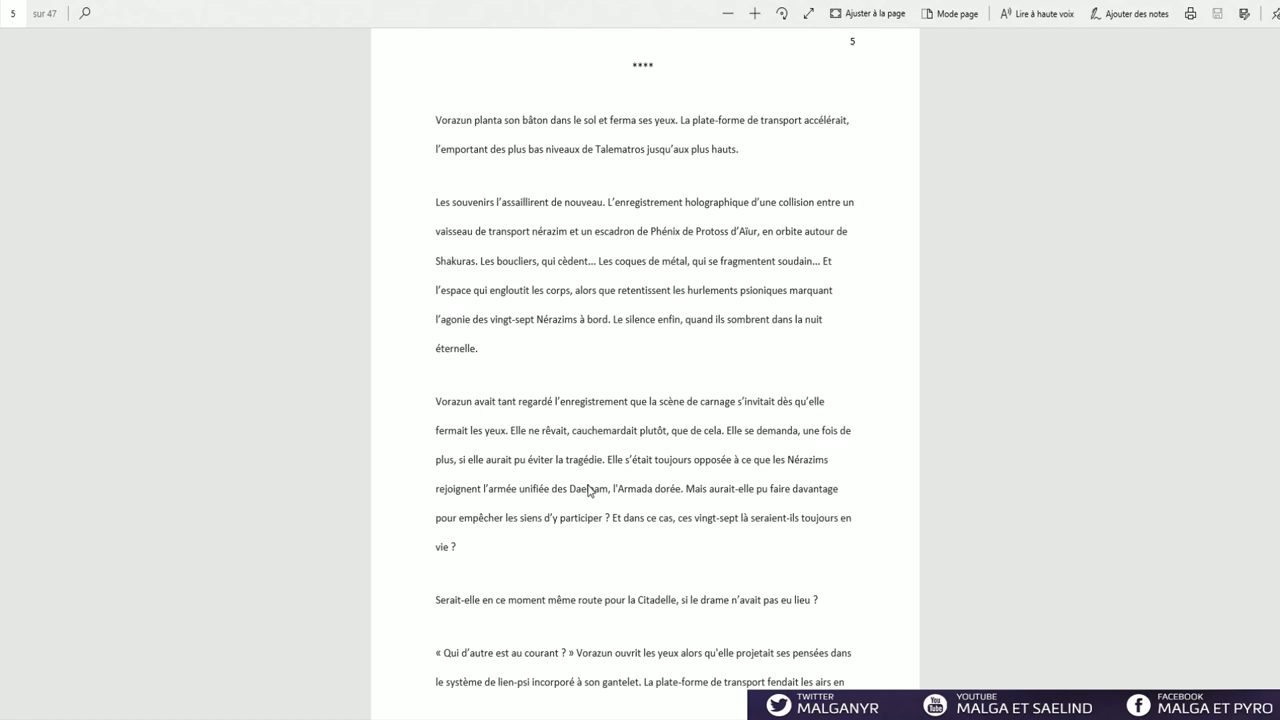 5 sur 47 Ajuster à la page Mode page Lire à haute voix Ajouter des notes
5
****
Vorazun planta son bâton dans le sol et ferma ses yeux. La plate-forme de transport accélérait,
l’emportant des plus bas niveaux de Talematros jusqu’aux plus hauts.
Les souvenirs l’assaillirent de nouveau. L’enregistrement holographique d’une collision entre un
vaisseau de transport nérazim et un escadron de Phénix de Protoss d’Aïur, en orbite autour de
Shakuras. Les boucliers, qui cèdent... Les coques de métal, qui se fragmentent soudain... Et
l’espace qui engloutit les corps, alors que retentissent les hurlements psioniques marquant
l’agonie des vingt-sept Nérazims à bord. Le silence enfin, quand ils sombrent dans la nuit
éternelle.
Vorazun avait tant regardé l’enregistrement que la scène de carnage s’invitait dès qu’elle
fermait les yeux. Elle ne rêvait, cauchemardait plutôt, que de cela. Elle se demanda, une fois de
plus, si elle aurait pu éviter la tragédie. Elle s’était toujours opposée à ce que les Nérazims
rejoignent l’armée unifiée des Daelaam, l'Armada dorée. Mais aurait-elle pu faire davantage
pour empêcher les siens d’y participer ? Et dans ce cas, ces vingt-sept là seraient-ils toujours en
vie ?
Serait-elle en ce moment même route pour la Citadelle, si le drame n’avait pas eu lieu ?
« Qui d’autre est au courant ? » Vorazun ouvrit les yeux alors qu'elle projetait ses pensées dans
le système de lien-psi incorporé à son gantelet. La plate-forme de transport fendait les airs en
TWITTER
MALGANYR
YOUTUBE
MALGA ET SAELIND
FACEBOOK
MALGA ET PYRO